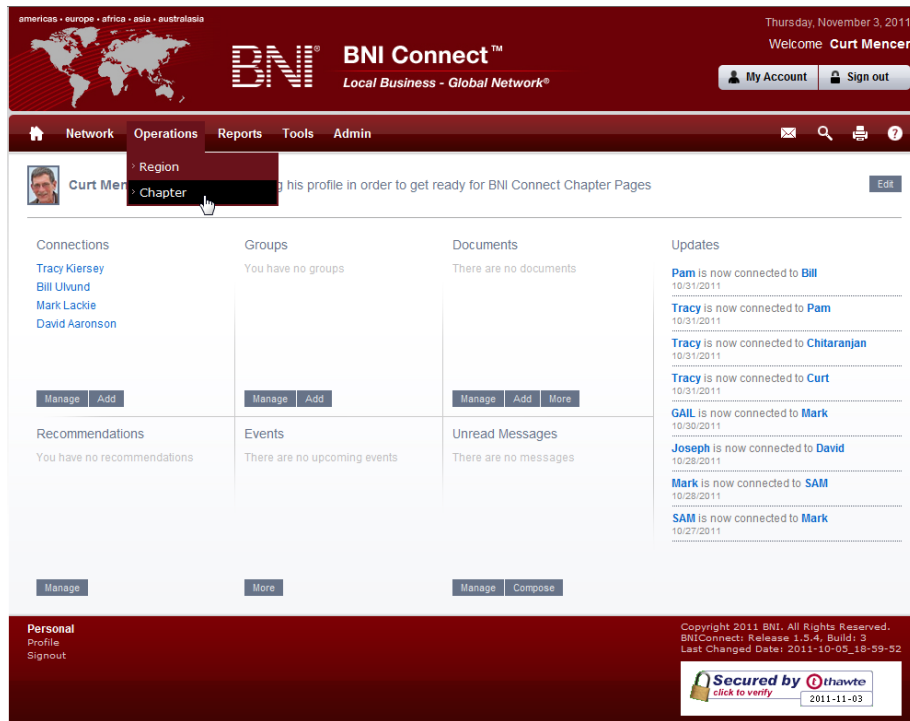 americas • europe • africa • asia • australasia
Thursday, November 3, 2011
Welcome Curt Mencer
BNI®
BNI Connect™
Local Business - Global Network®
My Account
Sign out
Network Operations Reports Tools Admin
› Region
› Chapter
Curt Men
his profile in order to get ready for BNI Connect Chapter Pages
Edit
Connections
Tracy Kiersey
Bill Ulvund
Mark Lackie
David Aaronson
Manage Add
Groups
You have no groups
Manage Add
Documents
There are no documents
Manage Add More
Updates
Pam is now connected to Bill
10/31/2011
Tracy is now connected to Pam
10/31/2011
Tracy is now connected to Chitaranjan
10/31/2011
Tracy is now connected to Curt
10/31/2011
GAIL is now connected to Mark
10/30/2011
Joseph is now connected to David
10/28/2011
Mark is now connected to SAM
10/28/2011
SAM is now connected to Mark
10/27/2011
Recommendations
You have no recommendations
Manage
Events
There are no upcoming events
More
Unread Messages
There are no messages
Manage Compose
Personal
Profile
Signout
Copyright 2011 BNI. All Rights Reserved.
BNIConnect: Release 1.5.4, Build: 3
Last Changed Date: 2011-10-05_18-59-52
Secured by thawte
click to verify
2011-11-03